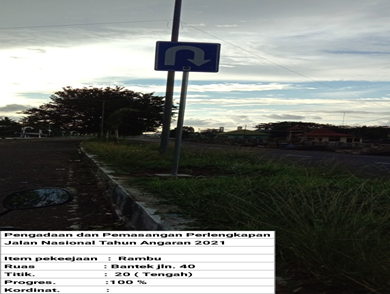 Pengadaan dan Pemasangan Perlengkapan
Jalan Nasional Tahun Angaran 2021
Item pekeejaan : Rambu
Ruas : Bantek jln. 40
Titik. : 20 ( Tengah)
Progres. :100 %
Kordinat. :